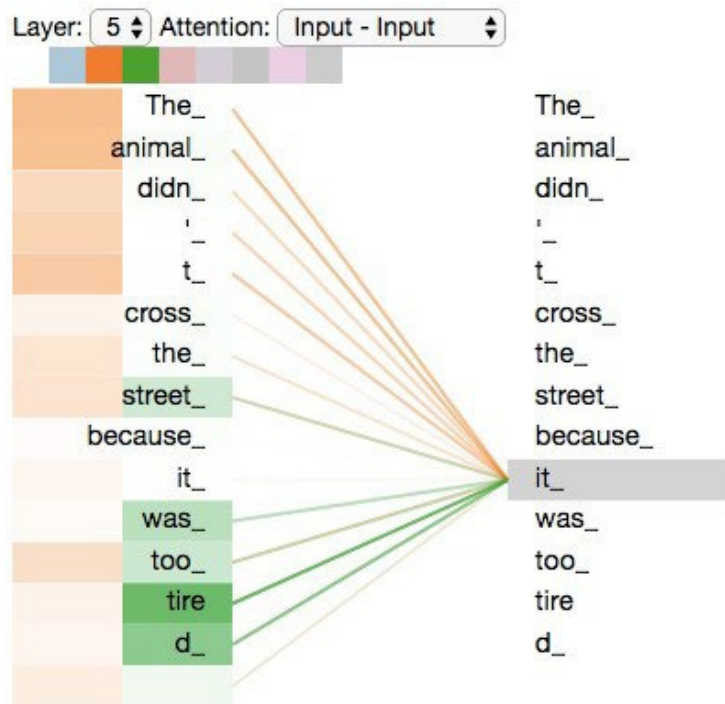 Layer: 5 Attention: Input - Input
The_ The_
animal_ animal_
didn_ didn_
'_ '_
t_ t_
cross_ cross_
the_ the_
street_ street_
because_ because_
it_ it_
was_ was_
too_ too_
tire tire
d_ d_